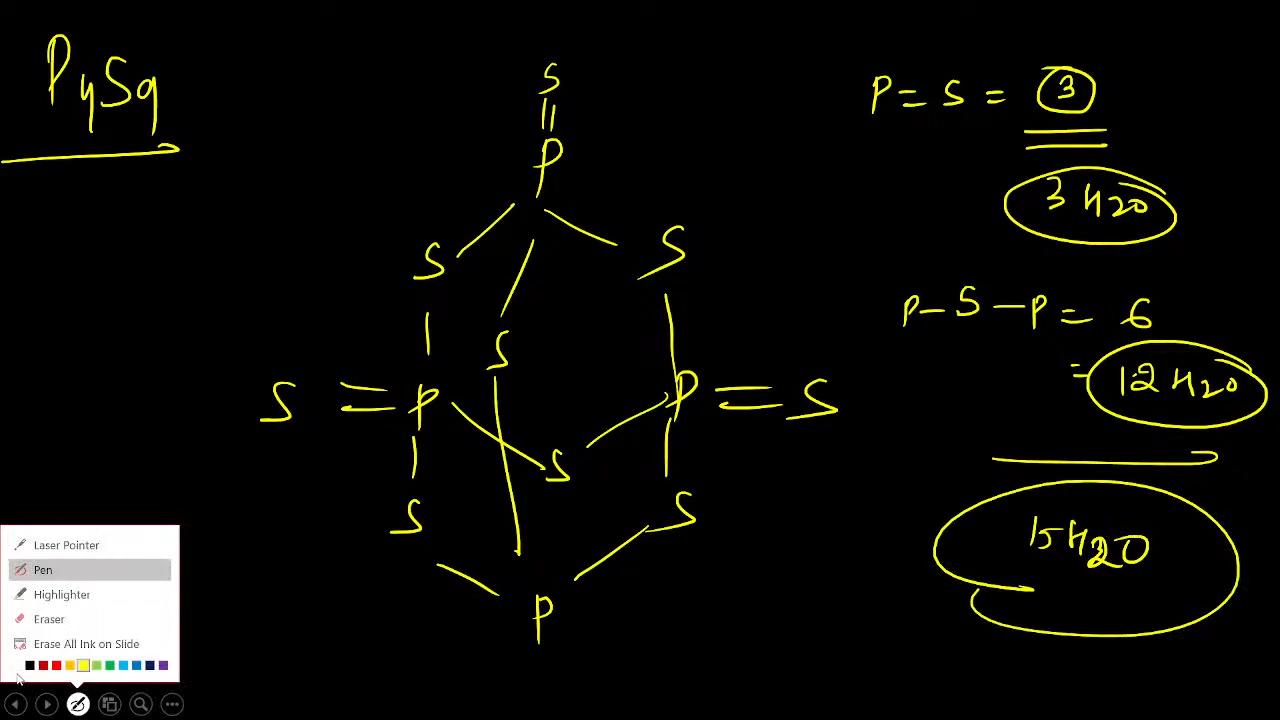 P4S9
S
P
S S
S
S P P S
S
S S
P
P = S = 3
3 H2O
P - S - P = 6
= 12 H2O
15 H2O
Laser Pointer
Pen
Highlighter
Eraser
Erase All Ink on Slide